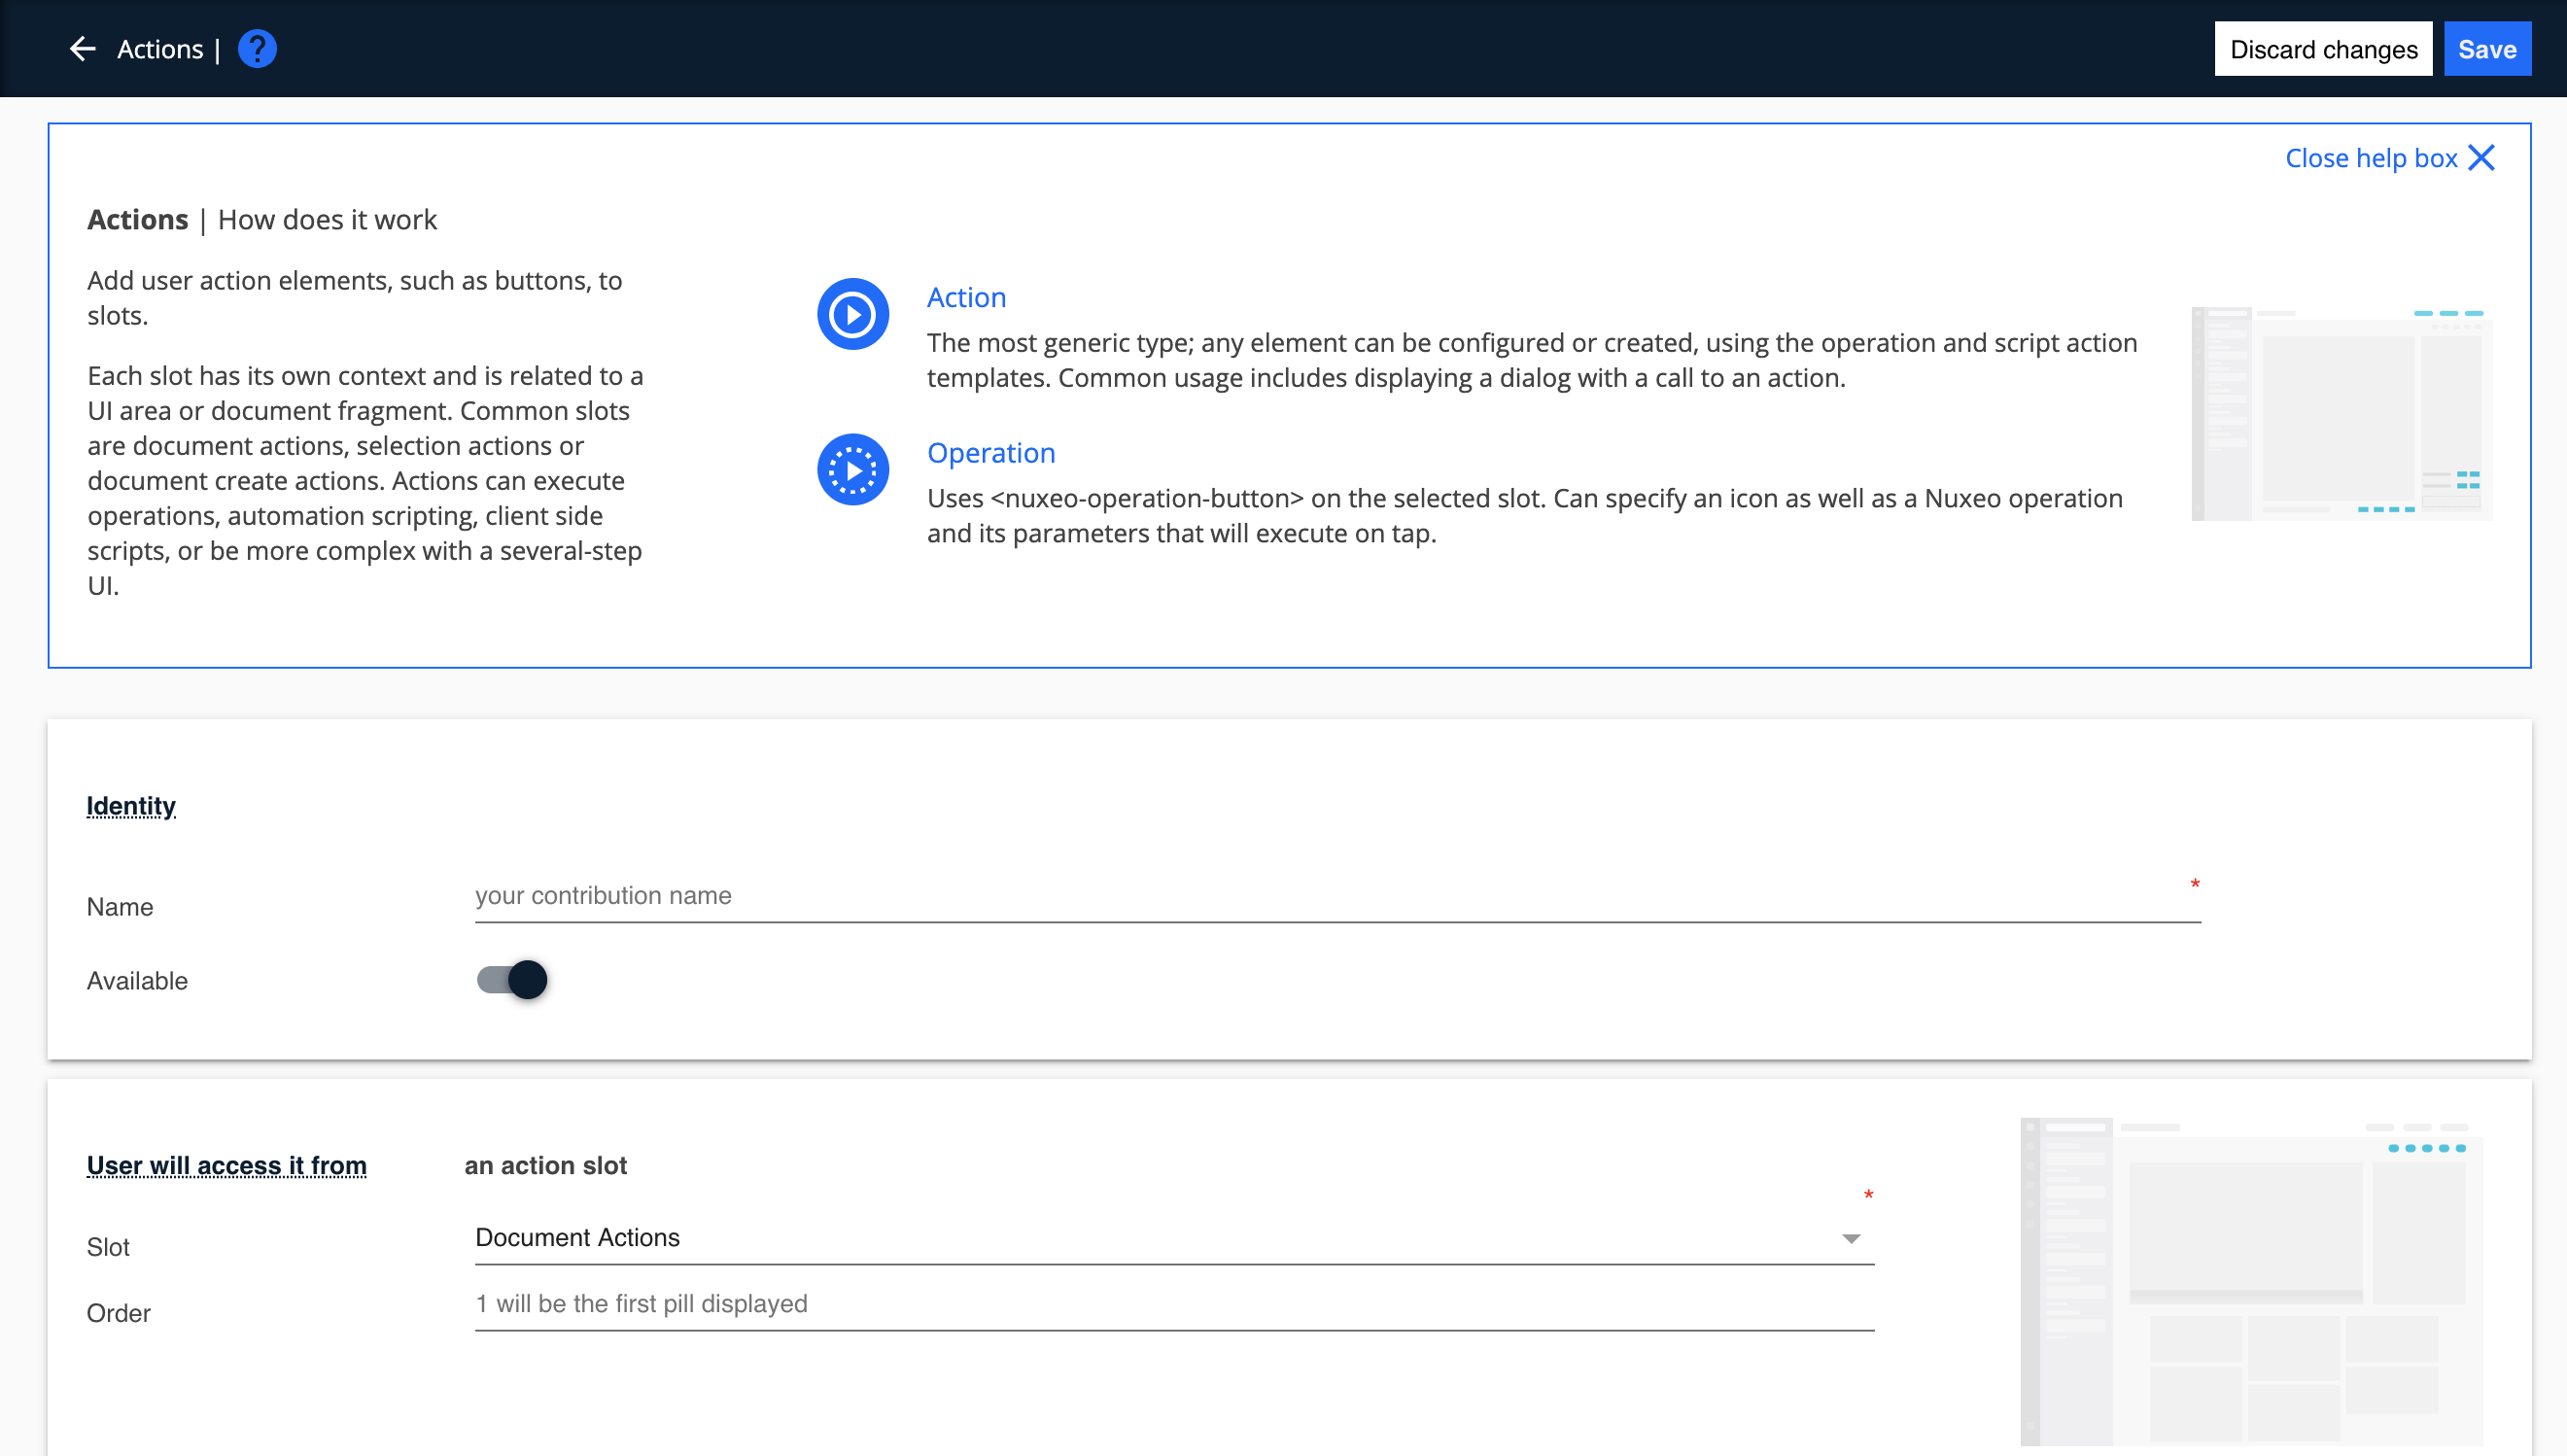 Actions |
?
Discard changes
Save
Close help box
Actions | How does it work
Add user action elements, such as buttons, to
slots.
Each slot has its own context and is related to a
UI area or document fragment. Common slots
are document actions, selection actions or
document create actions. Actions can execute
operations, automation scripting, client side
scripts, or be more complex with a several-step
UI.
Action
The most generic type; any element can be configured or created, using the operation and script action
templates. Common usage includes displaying a dialog with a call to an action.
Operation
Uses <nuxeo-operation-button> on the selected slot. Can specify an icon as well as a Nuxeo operation
and its parameters that will execute on tap.
Identity
Name
your contribution name
*
Available
User will access it from
an action slot
*
Slot
Document Actions
Order
1 will be the first pill displayed